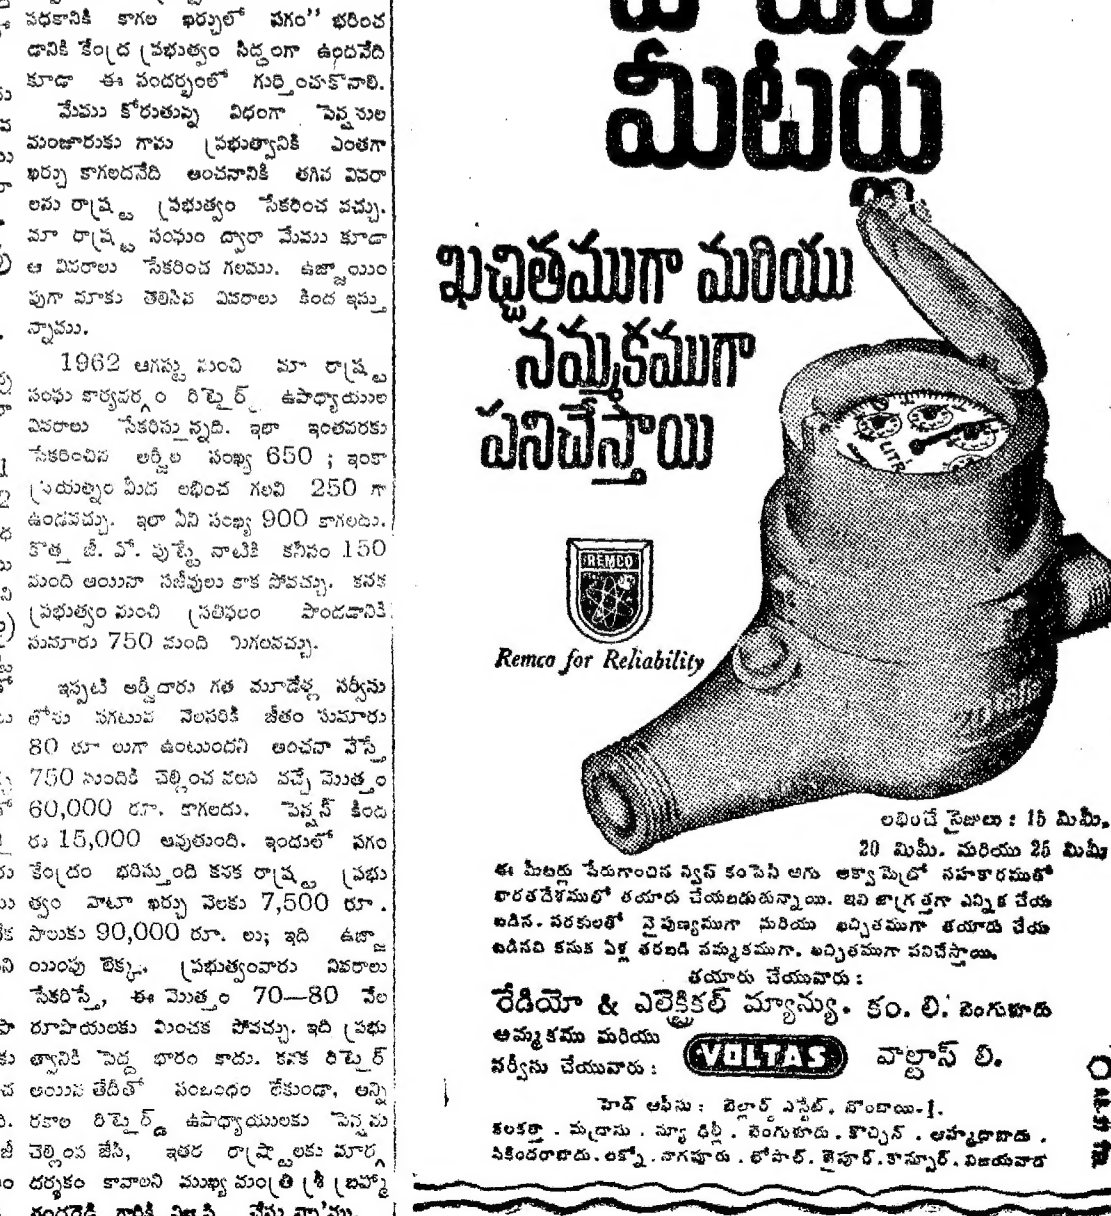 పధకానికి కాగల ఖర్చులో సగం” భరించ
డానికి కేంద్ర ప్రభుత్వం సిద్ధంగా ఉందనేది
కూడా ఈ సందర్భంలో గుర్తించుకొనాలి.
మేము కోరుతున్న విధంగా పెన్షనుల
మంజూరుకు గాను ప్రభుత్వానికి ఎంతగా
ఖర్చు కాగలదనేది అంచనానికి తగిన వివరా
లను రాష్ట్ర ప్రభుత్వం సేకరించ వచ్చు.
మా రాష్ట్ర సంఘం ద్వారా మేము కూడా
ఆ వివరాలు సేకరించ గలము. ఉజ్జాయిం
పుగా మాకు తెలిసిన వివరాలు కింద ఇస్తు
న్నాము.
1962 ఆగస్టు నుంచి మా రాష్ట్ర
సంఘ కార్యవర్గం రిటైర్డ్ ఉపాధ్యాయుల
వివరాలు సేకరిస్తున్నది. ఇలా ఇంతవరకు
సేకరించిన అర్జీల సంఖ్య 650 ; ఇంకా
ప్రయత్నం మీద లభించ గలవి 250 గా
ఉండవచ్చు. ఇలా వీని సంఖ్య 900 కాగలదు.
కొత్త జీ. వో. పుస్తే నాటికి కనీసం 150
మంది అయినా సజీవులు కాక పోవచ్చు. కనక
ప్రభుత్వం నుంచి ప్రతిఫలం పొందడానికి
సుమారు 750 మంది మిగలవచ్చు.
ఇప్పటి అర్జీదారు గత మూడేళ్ల సర్వీసు
లోను సగటున నెలసరికి జీతం సుమారు
80 రూ లుగా ఉంటుందని అంచనా వేస్తే
750 మందికి చెల్లించ వలసి వచ్చే మొత్తం
60,000 రూ. కాగలదు. పెన్షన్ కింద
రు 15,000 అవుతుంది. ఇందులో సగం
కేంద్రం భరిస్తుంది కనక రాష్ట్ర ప్రభు
త్వం వాటా ఖర్చు నెలకు 7,500 రూ.
సాలుకు 90,000 రూ. లు; ఇది ఉజ్జా
యింపు లెక్క. ప్రభుత్వంవారు వివరాలు
సేకరిస్తే, ఈ మొత్తం 70—80 వేల
రూపాయలకు మించక పోవచ్చు. ఇది ప్రభు
త్వానికి పెద్ద భారం కాదు. కనక రిటైర్
అయిన తేదీతో సంబంధం లేకుండా, అన్ని
రకాల రిటైర్డ్ ఉపాధ్యాయులకు పెన్షను
చెల్లింప జేసి, ఇతర రాష్ట్రాలకు మార్గ
దర్శకం కావాలని ముఖ్య మంత్రి శ్రీ బ్రహ్మా
నందరెడ్డి గారికి విజ్ఞప్తి చేస్తున్నాము.
మీటర్లు
ఖచ్చితముగా మరియు
నమ్మకముగా
పనిచేస్తాయి
LITR
REMCO
Remco for Reliability
లభించే సైజులు : 15 మిమీ.
20 మిమీ. మరియు 25 మిమీ
ఈ మీటర్లు పేరుగాంచిన స్విస్ కంపెని అగు అక్వామెట్రో సహకారముతో
భారతదేశములో తయారు చేయబడుతున్నాయి. ఇవి జాగ్రత్తగా ఎన్నిక చేయ
బడిన. సరకులతో నైపుణ్యముగా మరియు ఖచ్చితముగా తయారు చేయ
బడినవి కనుక ఏళ్ల తరబడి నమ్మకముగా, ఖచ్చితముగా పనిచేస్తాయి.
తయారు చేయువారు :
రేడియో & ఎలెక్ట్రికల్ మ్యాన్యు. కం. లి. బెంగుళూరు
అమ్మకము మరియు
సర్వీసు చేయువారు :
VOLTAS
వోల్టాస్ లి.
హెడ్ ఆఫీసు : బెల్లార్డ్ ఎస్టేట్, బొంబాయి-1.
కలకత్తా . మద్రాసు . న్యూ ఢిల్లీ . బెంగుళూరు . కొచ్చిన్ . అహ్మదాబాదు .
సికిందరాబాదు. లక్నో . నాగపూరు . భోపాల్. జైపూర్. కాన్పూర్. విజయవాడ